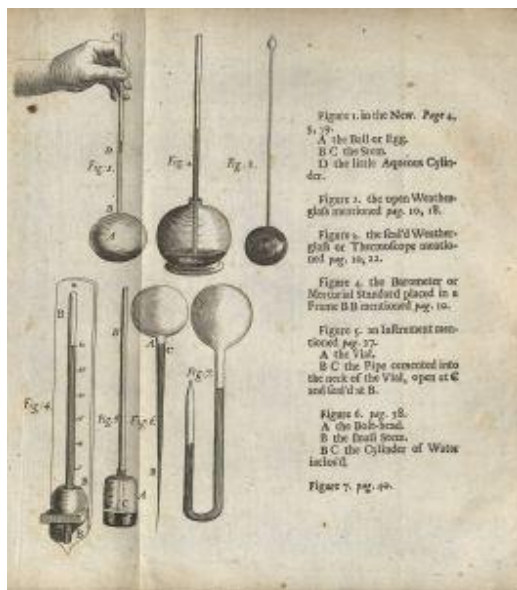 Figure 1. in the New. Page 4,
5, 39.
A the Ball or Egg.
B C the Stem.
D the little Aqueous Cylin-
der.
Figure 2. the open Weather-
glass mentioned pag. 10, 18.
Figure 3. the seal'd Weather-
glass or Thermoscope mentio-
ned pag. 10, 22.
Figure 4. the Barometer or
Mercurial Standard placed in a
Frame B B mentioned pag. 10.
Figure 5. an Instrument men-
tioned pag. 27.
A the Vial.
B C the Pipe cemented into
the neck of the Vial, open at C
and seal'd at B.
Figure 6. pag. 38.
A the Bolt-head.
B the small Stem.
B C the Cylinder of Water
inclos'd.
Figure 7. pag. 40.
C
D
Fig. 1.
B
A
Fig.
Fig.
B
Fig. 4.
B
B
B
Fig. 5.
C
A
A C
Fig. 6.
B
Fig. 7.